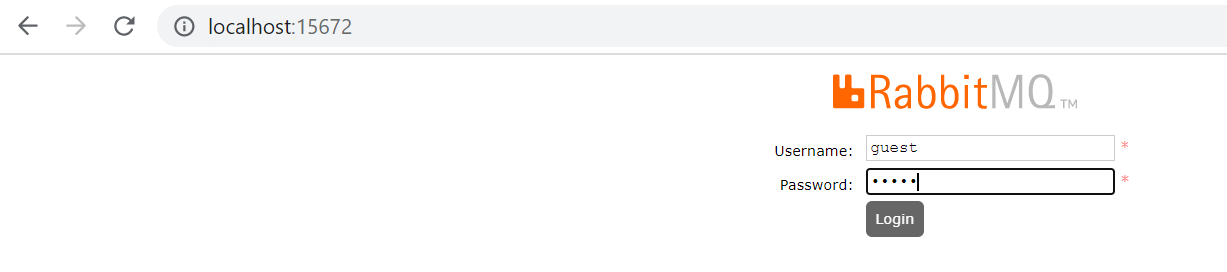 localhost:15672
RabbitMQ™
Username: guest *
Password: ••••• *
Login